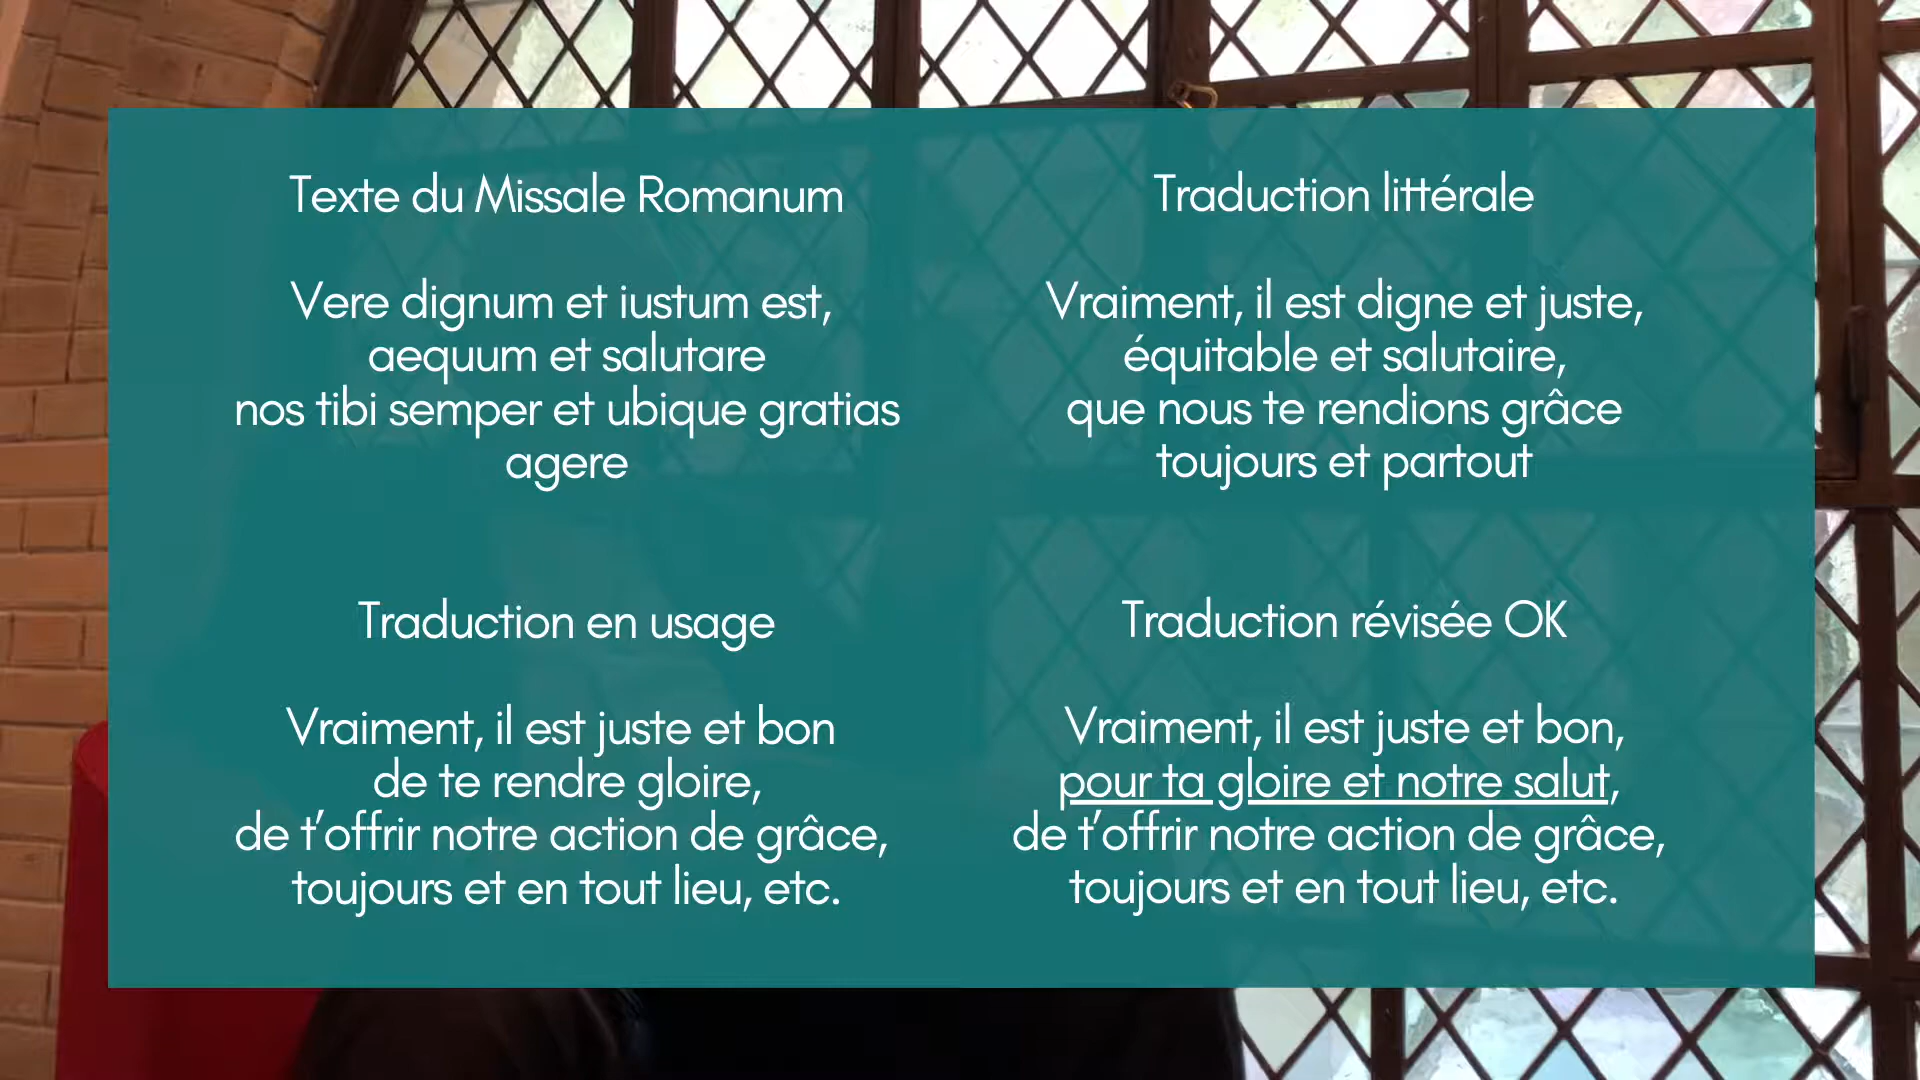 Texte du Missale Romanum
Vere dignum et iustum est,
aequum et salutare
nos tibi semper et ubique gratias
agere
Traduction littérale
Vraiment, il est digne et juste,
équitable et salutaire,
que nous te rendions grâce
toujours et partout
Traduction en usage
Vraiment, il est juste et bon
de te rendre gloire,
de t’offrir notre action de grâce,
toujours et en tout lieu, etc.
Traduction révisée OK
Vraiment, il est juste et bon,
pour ta gloire et notre salut,
de t’offrir notre action de grâce,
toujours et en tout lieu, etc.